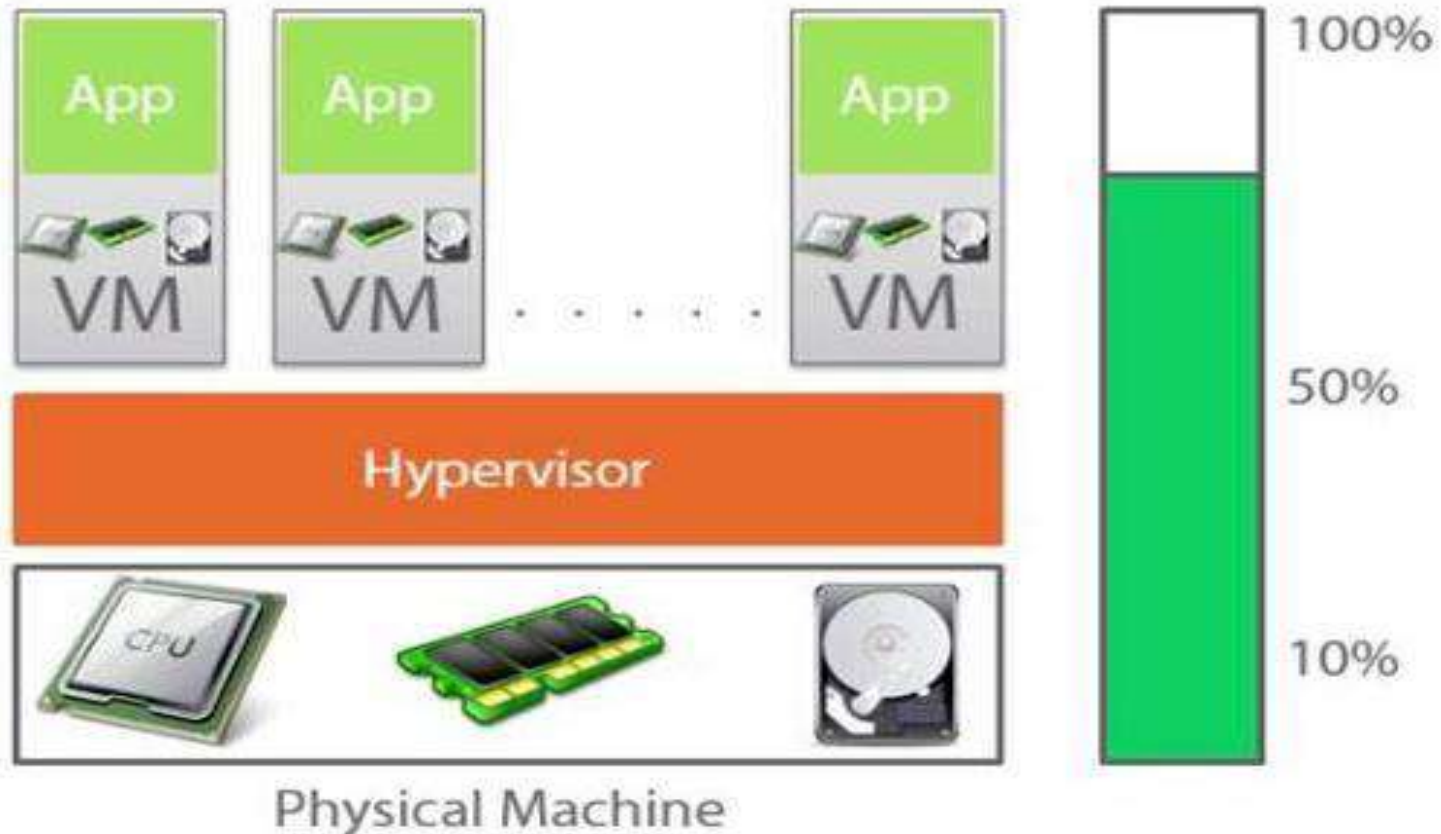 App
App
App
VM
VM
. . . . .
VM
Hypervisor
CPU
Physical Machine
100%
50%
10%